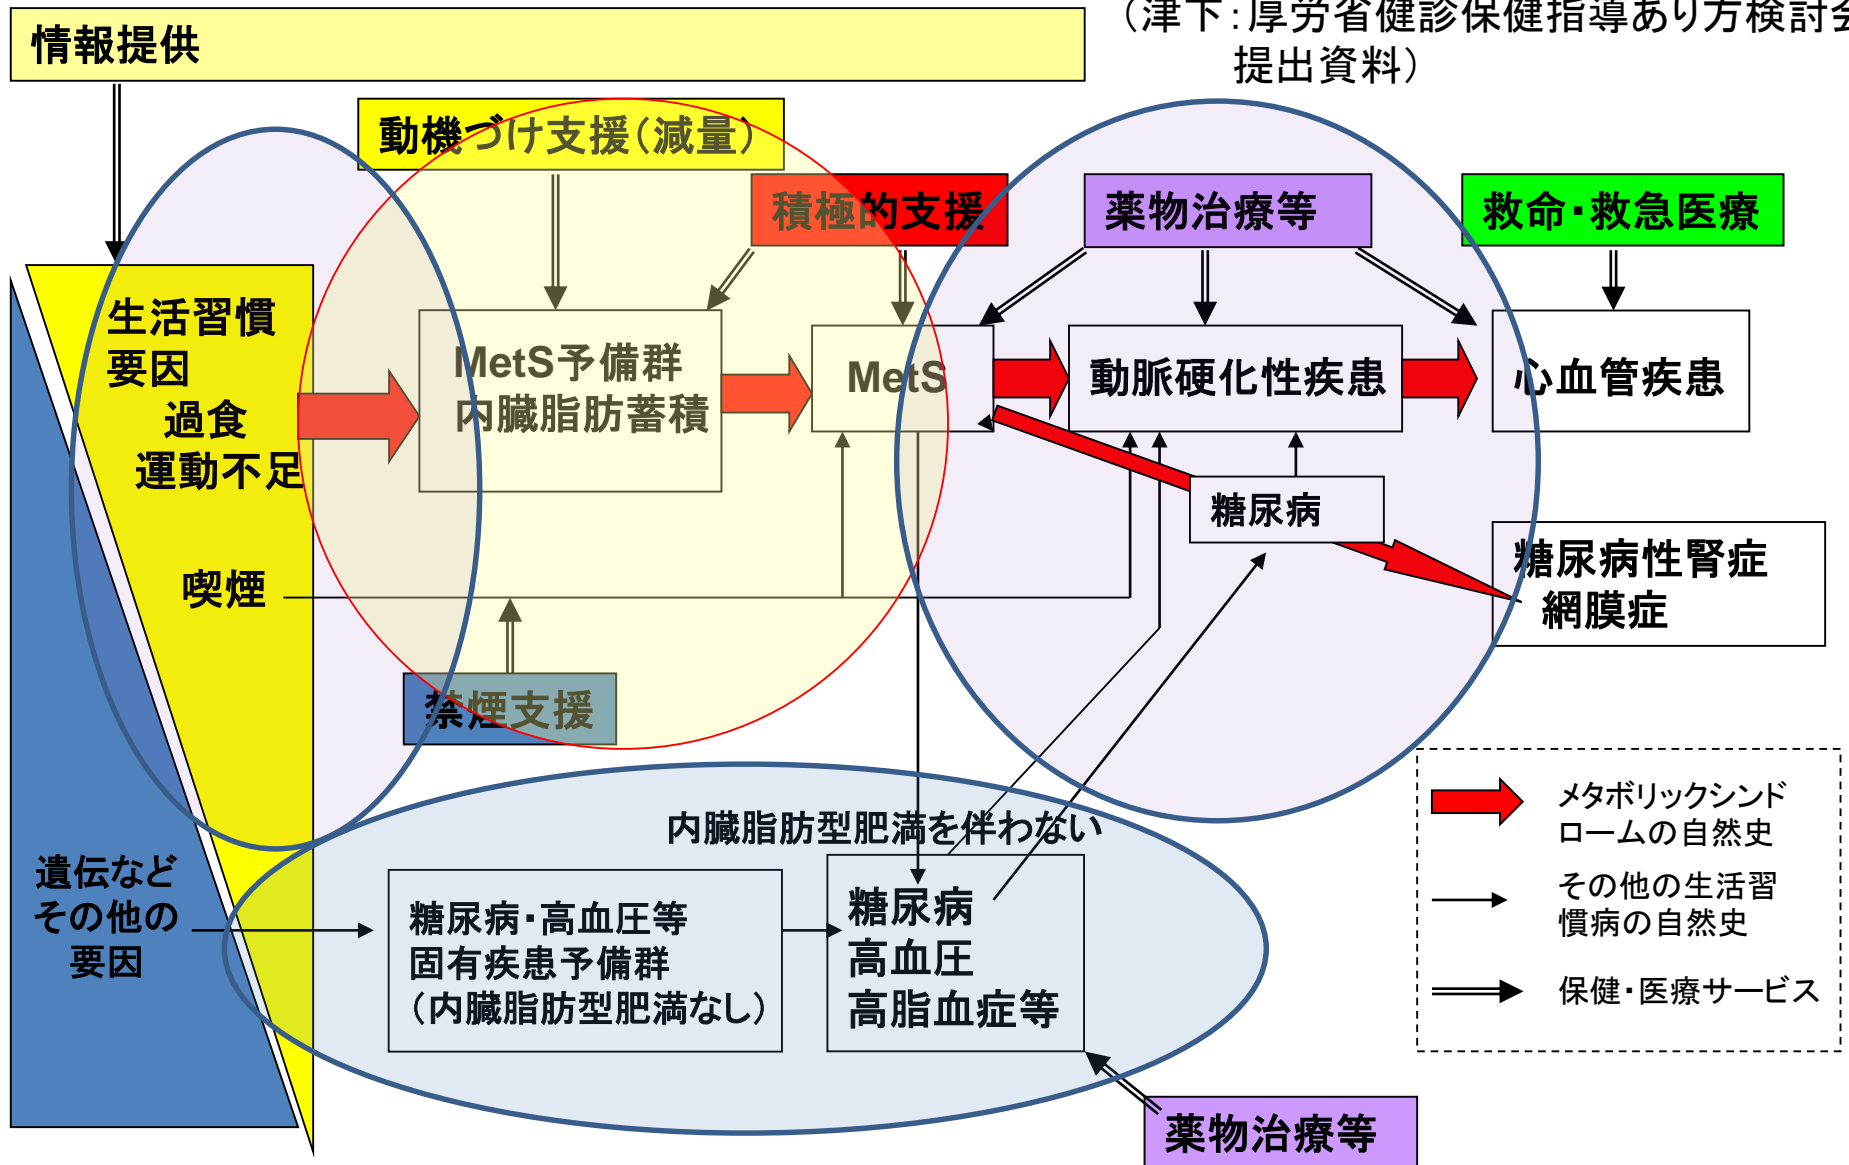 （津下：厚労省健診保健指導あり方検討会
提出資料）
情報提供
動機づけ支援（減量）
積極的支援
薬物治療等
救命・救急医療
生活習慣
要因
過食
運動不足
MetS予備群
内臓脂肪蓄積
MetS
動脈硬化性疾患
心血管疾患
糖尿病
糖尿病性腎症
網膜症
喫煙
禁煙支援
内臓脂肪型肥満を伴わない
遺伝など
その他の
要因
糖尿病・高血圧等
固有疾患予備群
（内臓脂肪型肥満なし）
糖尿病
高血圧
高脂血症等
薬物治療等
メタボリックシンド
ロームの自然史
その他の生活習
慣病の自然史
保健・医療サービス